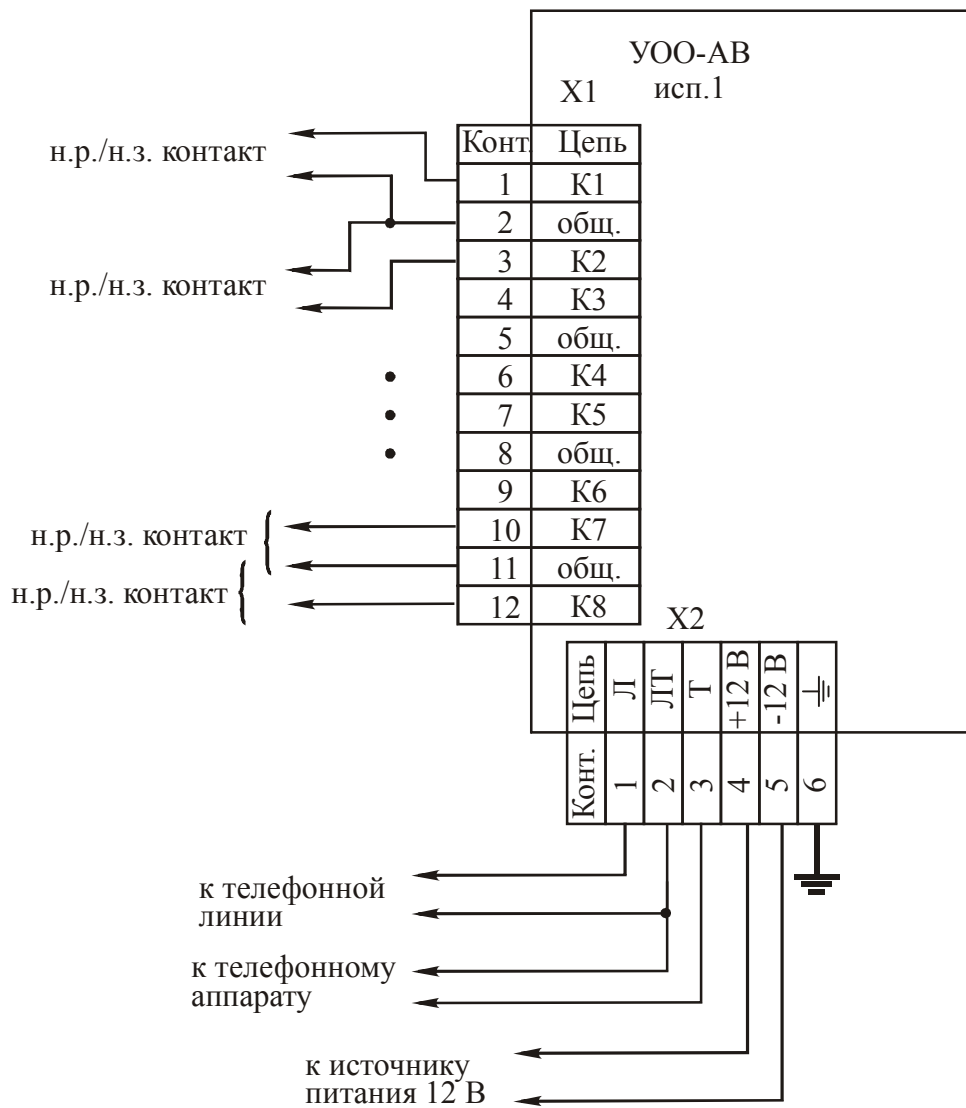 УОО-АВ
исп.1
X1
Конт. Цепь
1 К1
2 общ.
3 К2
4 К3
5 общ.
6 К4
7 К5
8 общ.
9 К6
10 К7
11 общ.
12 К8
н.р./н.з. контакт
н.р./н.з. контакт
н.р./н.з. контакт
н.р./н.з. контакт
X2
Цепь Л ЛТ Т +12 В -12 В
Конт. 1 2 3 4 5 6
к телефонной
линии
к телефонному
аппарату
к источнику
питания 12 В